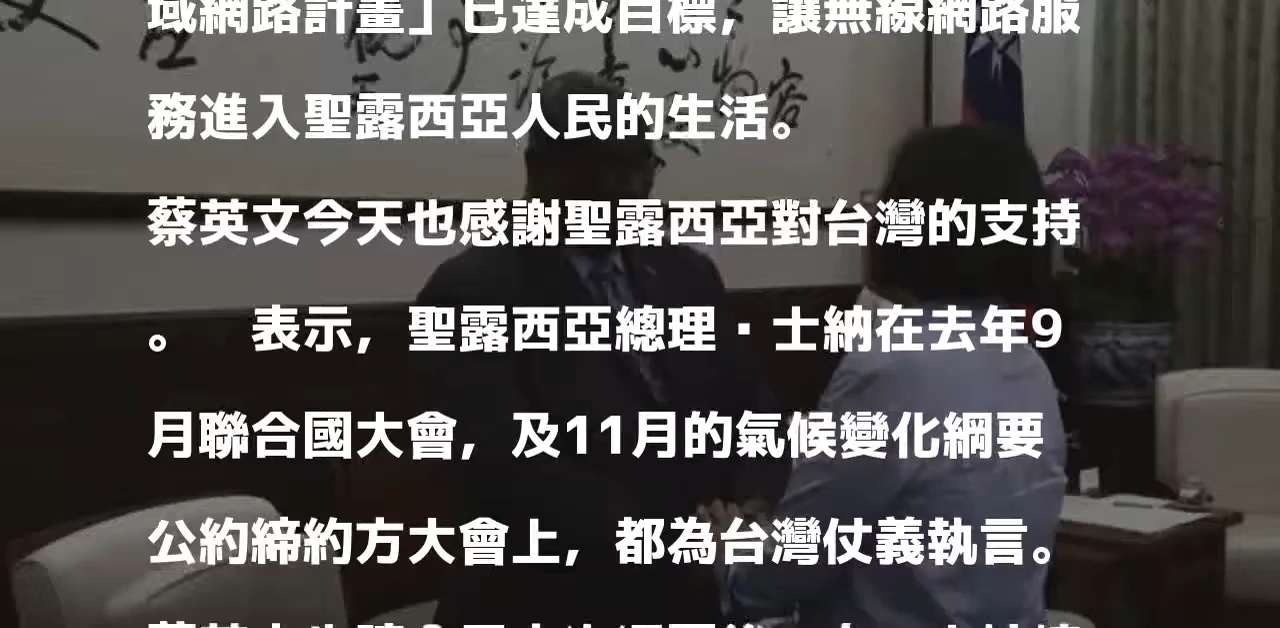 域網路計畫」已達成目標，讓無線網路服
務進入聖露西亞人民的生活。
蔡英文今天也感謝聖露西亞對台灣的支持
。　表示，聖露西亞總理·士納在去年9
月聯合國大會，及11月的氣候變化綱要
公約締約方大會上，都為台灣仗義執言。